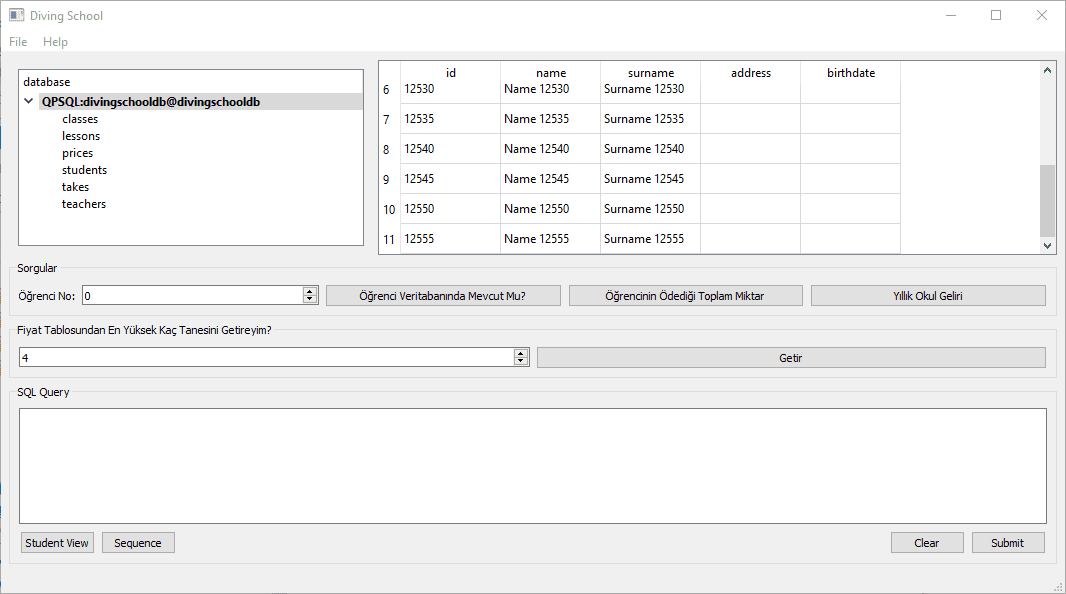 Diving School
File Help
database
QPSQL:divingschooldb@divingschooldb
classes
lessons
prices
students
takes
teachers
id name surname address birthdate
6 12530 Name 12530 Surname 12530
7 12535 Name 12535 Surname 12535
8 12540 Name 12540 Surname 12540
9 12545 Name 12545 Surname 12545
10 12550 Name 12550 Surname 12550
11 12555 Name 12555 Surname 12555
Sorgular
Öğrenci No: 0 Öğrenci Veritabanında Mevcut Mu? Öğrencinin Ödediği Toplam Miktar Yıllık Okul Geliri
Fiyat Tablosundan En Yüksek Kaç Tanesini Getireyim?
4 Getir
SQL Query
Student View Sequence Clear Submit